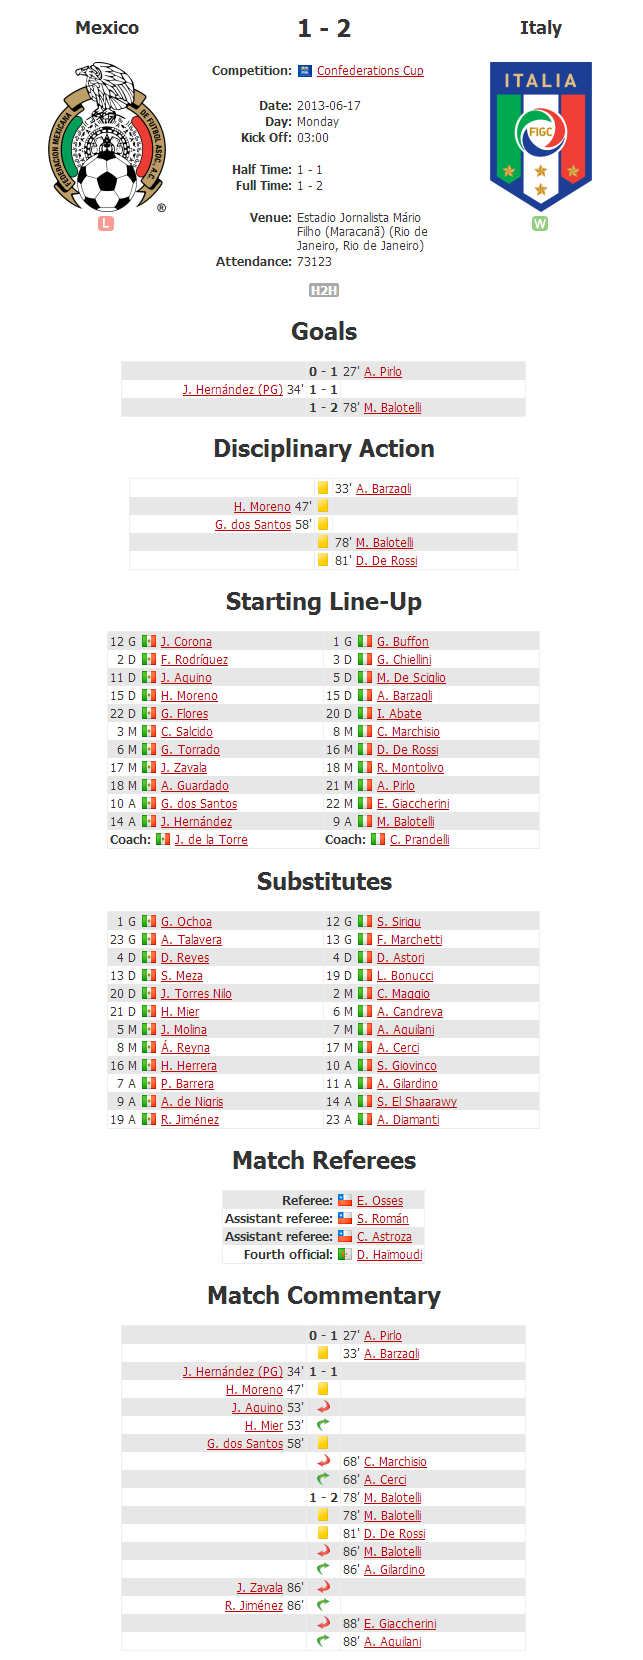 Mexico
1 - 2
Italy
FEDERACION MEXICANA DE FUTBOL ASOC. A.C.
®
L
ITALIA
FIGC
W
Competition: Confederations Cup
Date: 2013-06-17
Day: Monday
Kick Off: 03:00
Half Time: 1 - 1
Full Time: 1 - 2
Venue: Estadio Jornalista Mário
Filho (Maracanã) (Rio de
Janeiro, Rio de Janeiro)
Attendance: 73123
H2H
Goals
0 - 1 27' A. Pirlo
J. Hernández (PG) 34' 1 - 1
1 - 2 78' M. Balotelli
Disciplinary Action
33' A. Barzagli
H. Moreno 47'
G. dos Santos 58'
78' M. Balotelli
81' D. De Rossi
Starting Line-Up
12 G J. Corona 1 G G. Buffon
2 D F. Rodríguez 3 D G. Chiellini
11 D J. Aquino 5 D M. De Sciglio
15 D H. Moreno 15 D A. Barzagli
22 D G. Flores 20 D I. Abate
3 M C. Salcido 8 M C. Marchisio
6 M G. Torrado 16 M D. De Rossi
17 M J. Zavala 18 M R. Montolivo
18 M A. Guardado 21 M A. Pirlo
10 A G. dos Santos 22 M E. Giaccherini
14 A J. Hernández 9 A M. Balotelli
Coach: J. de la Torre Coach: C. Prandelli
Substitutes
1 G G. Ochoa 12 G S. Sirigu
23 G A. Talavera 13 G F. Marchetti
4 D D. Reyes 4 D D. Astori
13 D S. Meza 19 D L. Bonucci
20 D J. Torres Nilo 2 M C. Maggio
21 D H. Mier 6 M A. Candreva
5 M J. Molina 7 M A. Aquilani
8 M Á. Reyna 17 M A. Cerci
16 M H. Herrera 10 A S. Giovinco
7 A P. Barrera 11 A A. Gilardino
9 A A. de Nigris 14 A S. El Shaarawy
19 A R. Jiménez 23 A A. Diamanti
Match Referees
Referee: E. Osses
Assistant referee: S. Román
Assistant referee: C. Astroza
Fourth official: D. Haïmoudi
Match Commentary
0 - 1 27' A. Pirlo
33' A. Barzagli
J. Hernández (PG) 34' 1 - 1
H. Moreno 47'
J. Aquino 53'
H. Mier 53'
G. dos Santos 58'
68' C. Marchisio
68' A. Cerci
1 - 2 78' M. Balotelli
78' M. Balotelli
81' D. De Rossi
86' M. Balotelli
86' A. Gilardino
J. Zavala 86'
R. Jiménez 86'
88' E. Giaccherini
88' A. Aquilani